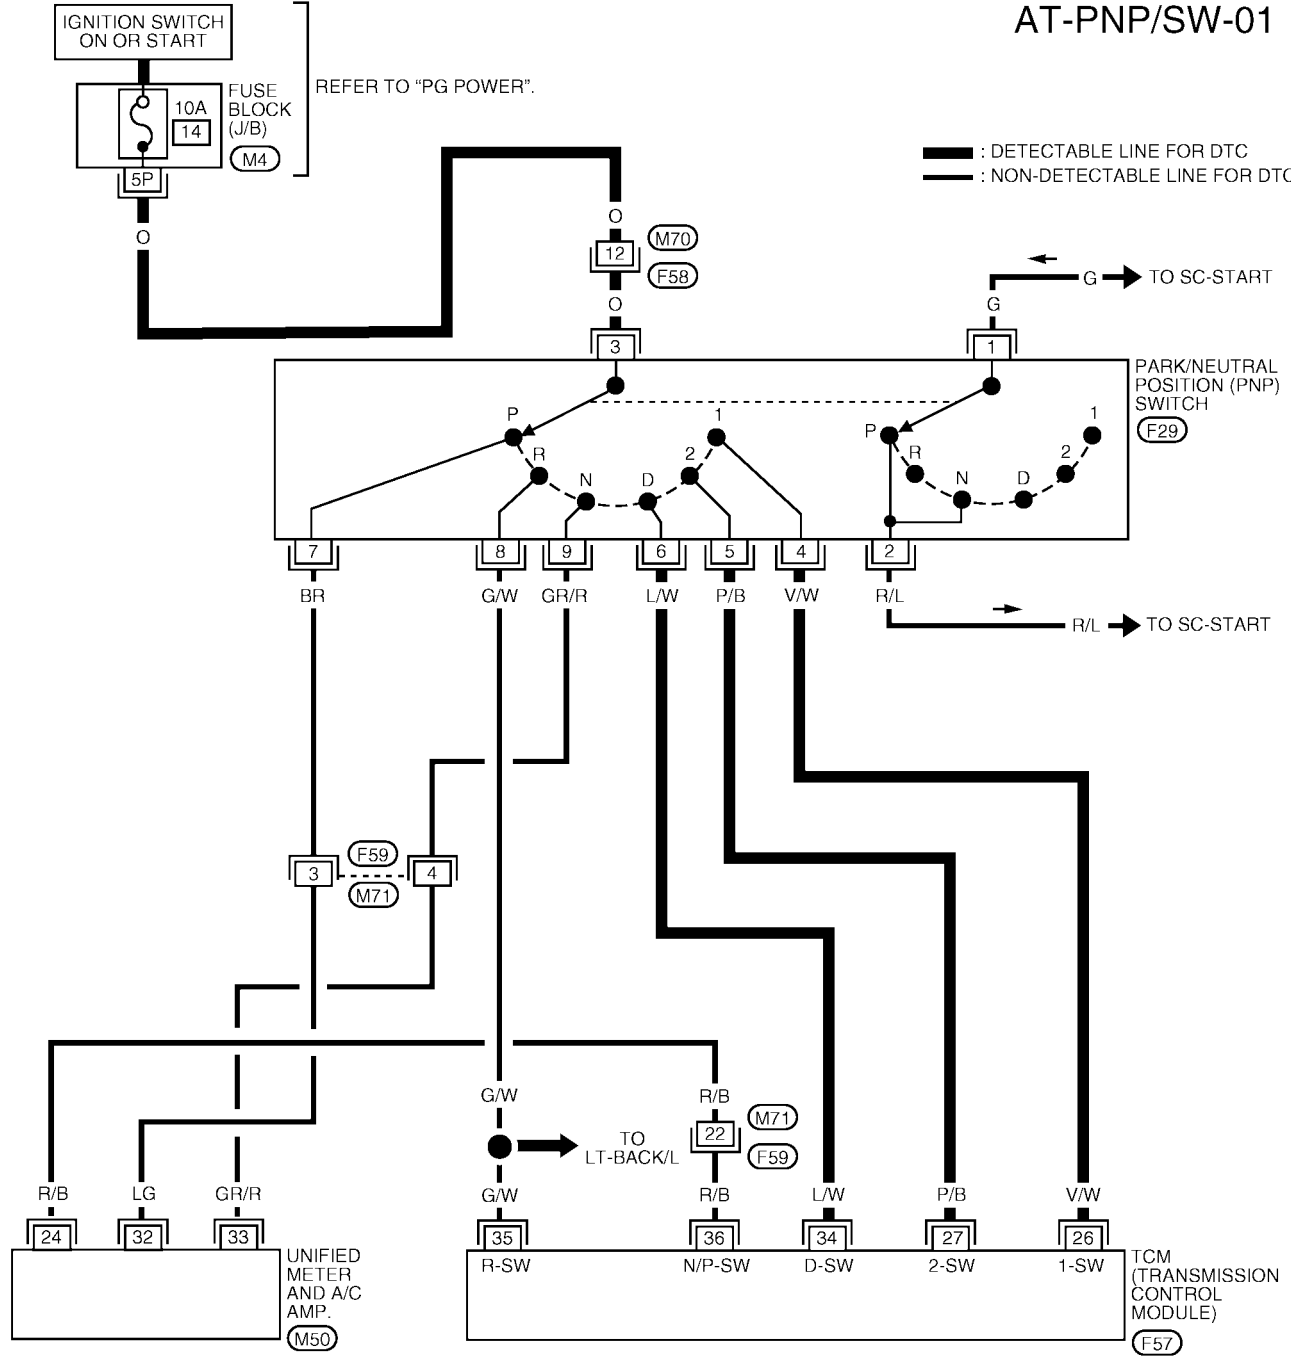 AT-PNP/SW-01
IGNITION SWITCH
ON OR START
REFER TO “PG POWER”.
FUSE
BLOCK
(J/B)
10A
14
M4
5P
: DETECTABLE LINE FOR DTC
: NON-DETECTABLE LINE FOR DTC
O
O
12
M70
F58
O
G
TO SC-START
G
3
1
PARK/NEUTRAL
POSITION (PNP)
SWITCH
F29
P
R
N
D
2
1
P
R
N
D
2
1
7
8
9
6
5
4
2
BR
G/W
GR/R
L/W
P/B
V/W
R/L
R/L
TO SC-START
3
F59
M71
4
G/W
R/B
22
M71
F59
TO
LT-BACK/L
R/B
LG
GR/R
G/W
R/B
L/W
P/B
V/W
24
32
33
35
36
34
27
26
UNIFIED
METER
AND A/C
AMP.
M50
R-SW
N/P-SW
D-SW
2-SW
1-SW
TCM
(TRANSMISSION
CONTROL
MODULE)
F57